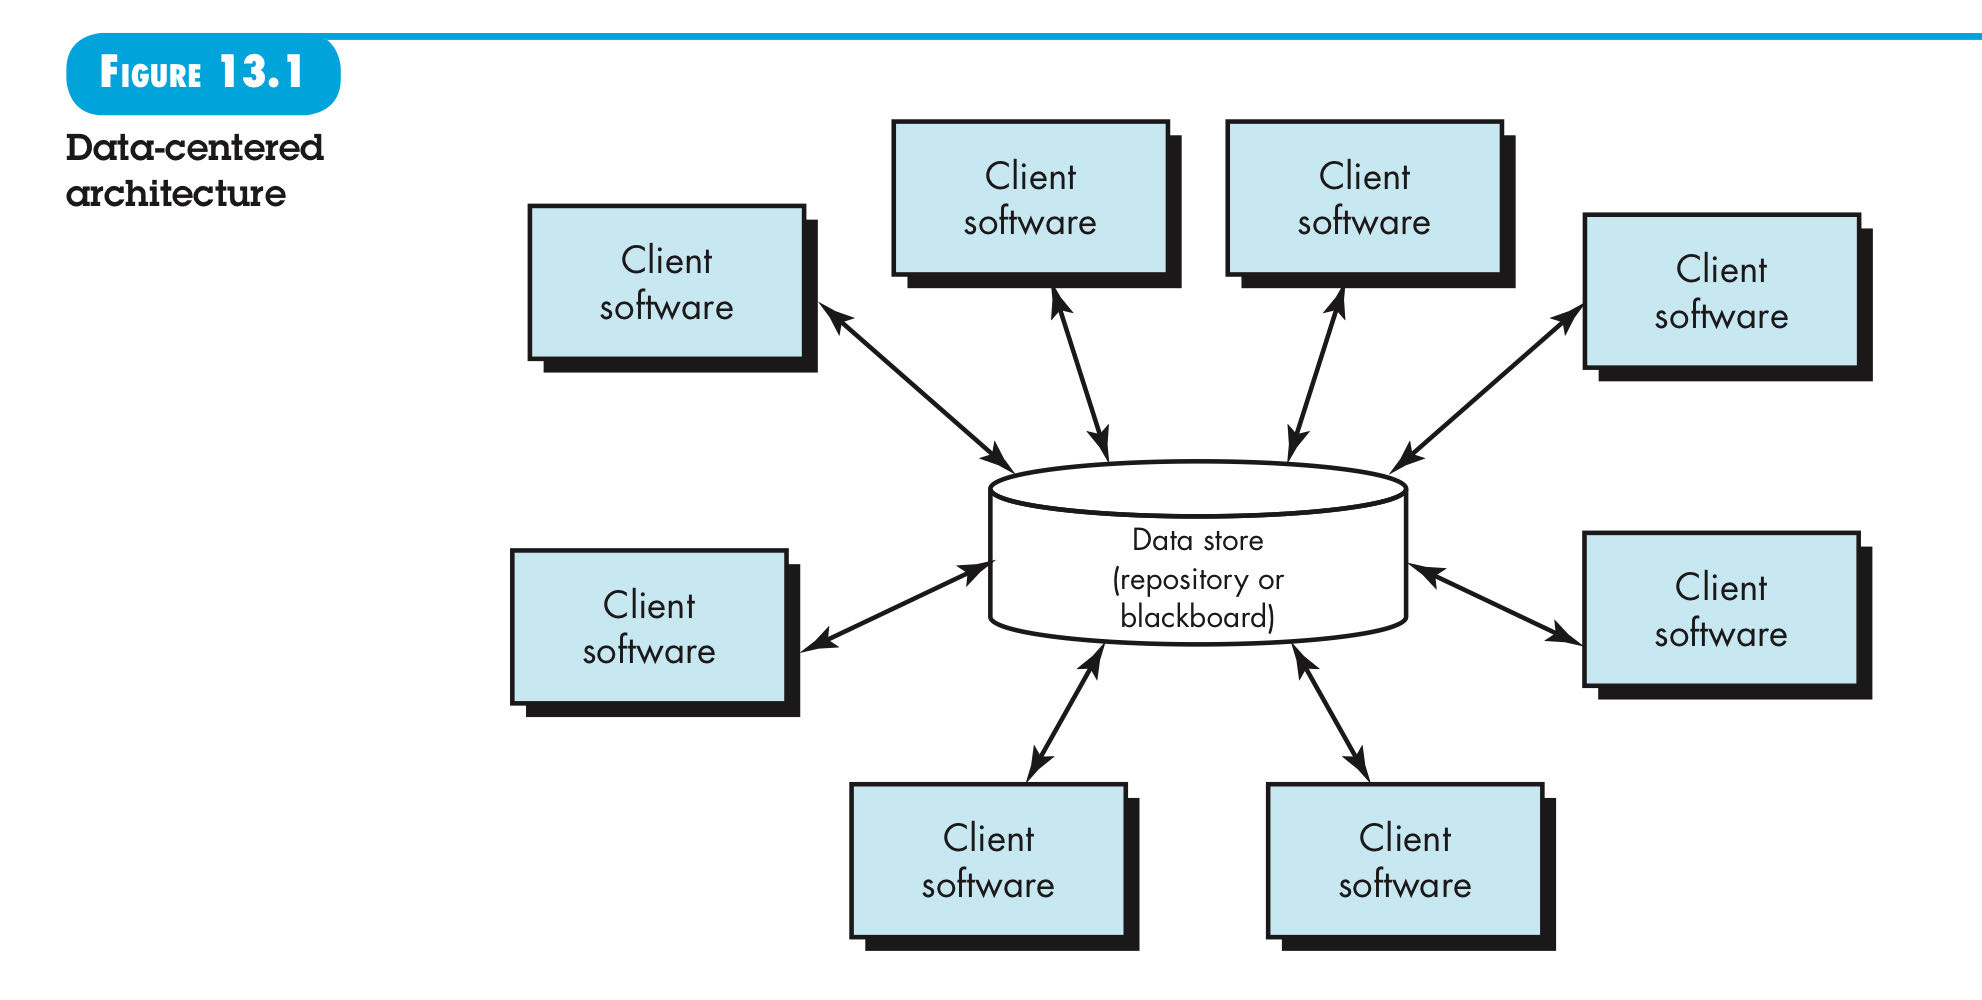 FIGURE 13.1
Data-centered
architecture
Client
software
Client
software
Client
software
Client
software
Data store
(repository or
blackboard)
Client
software
Client
software
Client
software
Client
software